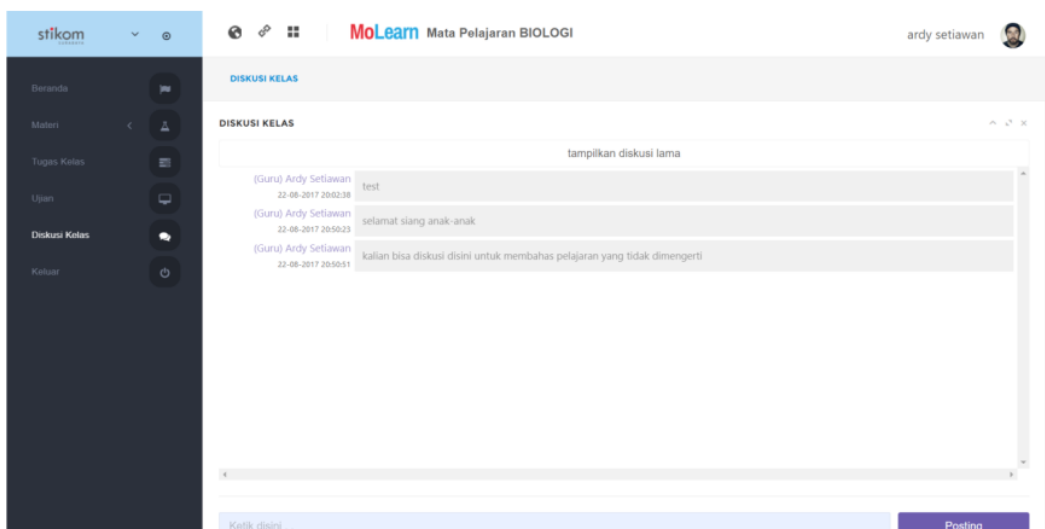 stikom
SURABAYA
MoLearn Mata Pelajaran BIOLOGI
ardy setiawan
Beranda
Materi
Tugas Kelas
Ujian
Diskusi Kelas
Keluar
DISKUSI KELAS
DISKUSI KELAS
tampilkan diskusi lama
(Guru) Ardy Setiawan
22-08-2017 20:02:38
test
(Guru) Ardy Setiawan
22-08-2017 20:50:23
selamat siang anak-anak
(Guru) Ardy Setiawan
22-08-2017 20:50:51
kalian bisa diskusi disini untuk membahas pelajaran yang tidak dimengerti
Ketik disini
Posting